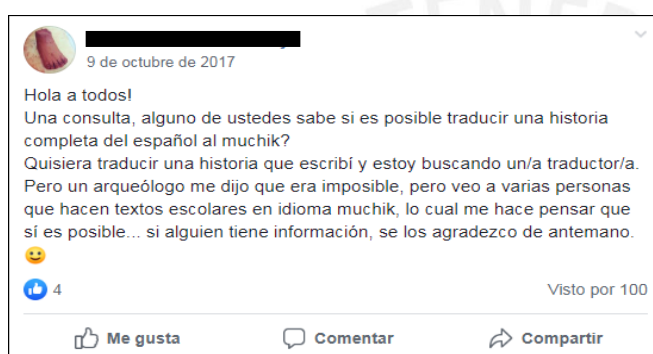 TENEB
9 de octubre de 2017
Hola a todos!
Una consulta, alguno de ustedes sabe si es posible traducir una historia
completa del español al muchik?
Quisiera traducir una historia que escribí y estoy buscando un/a traductor/a.
Pero un arqueólogo me dijo que era imposible, pero veo a varias personas
que hacen textos escolares en idioma muchik, lo cual me hace pensar que
sí es posible... si alguien tiene información, se los agradezco de antemano.
4
Visto por 100
Me gusta
Comentar
Compartir